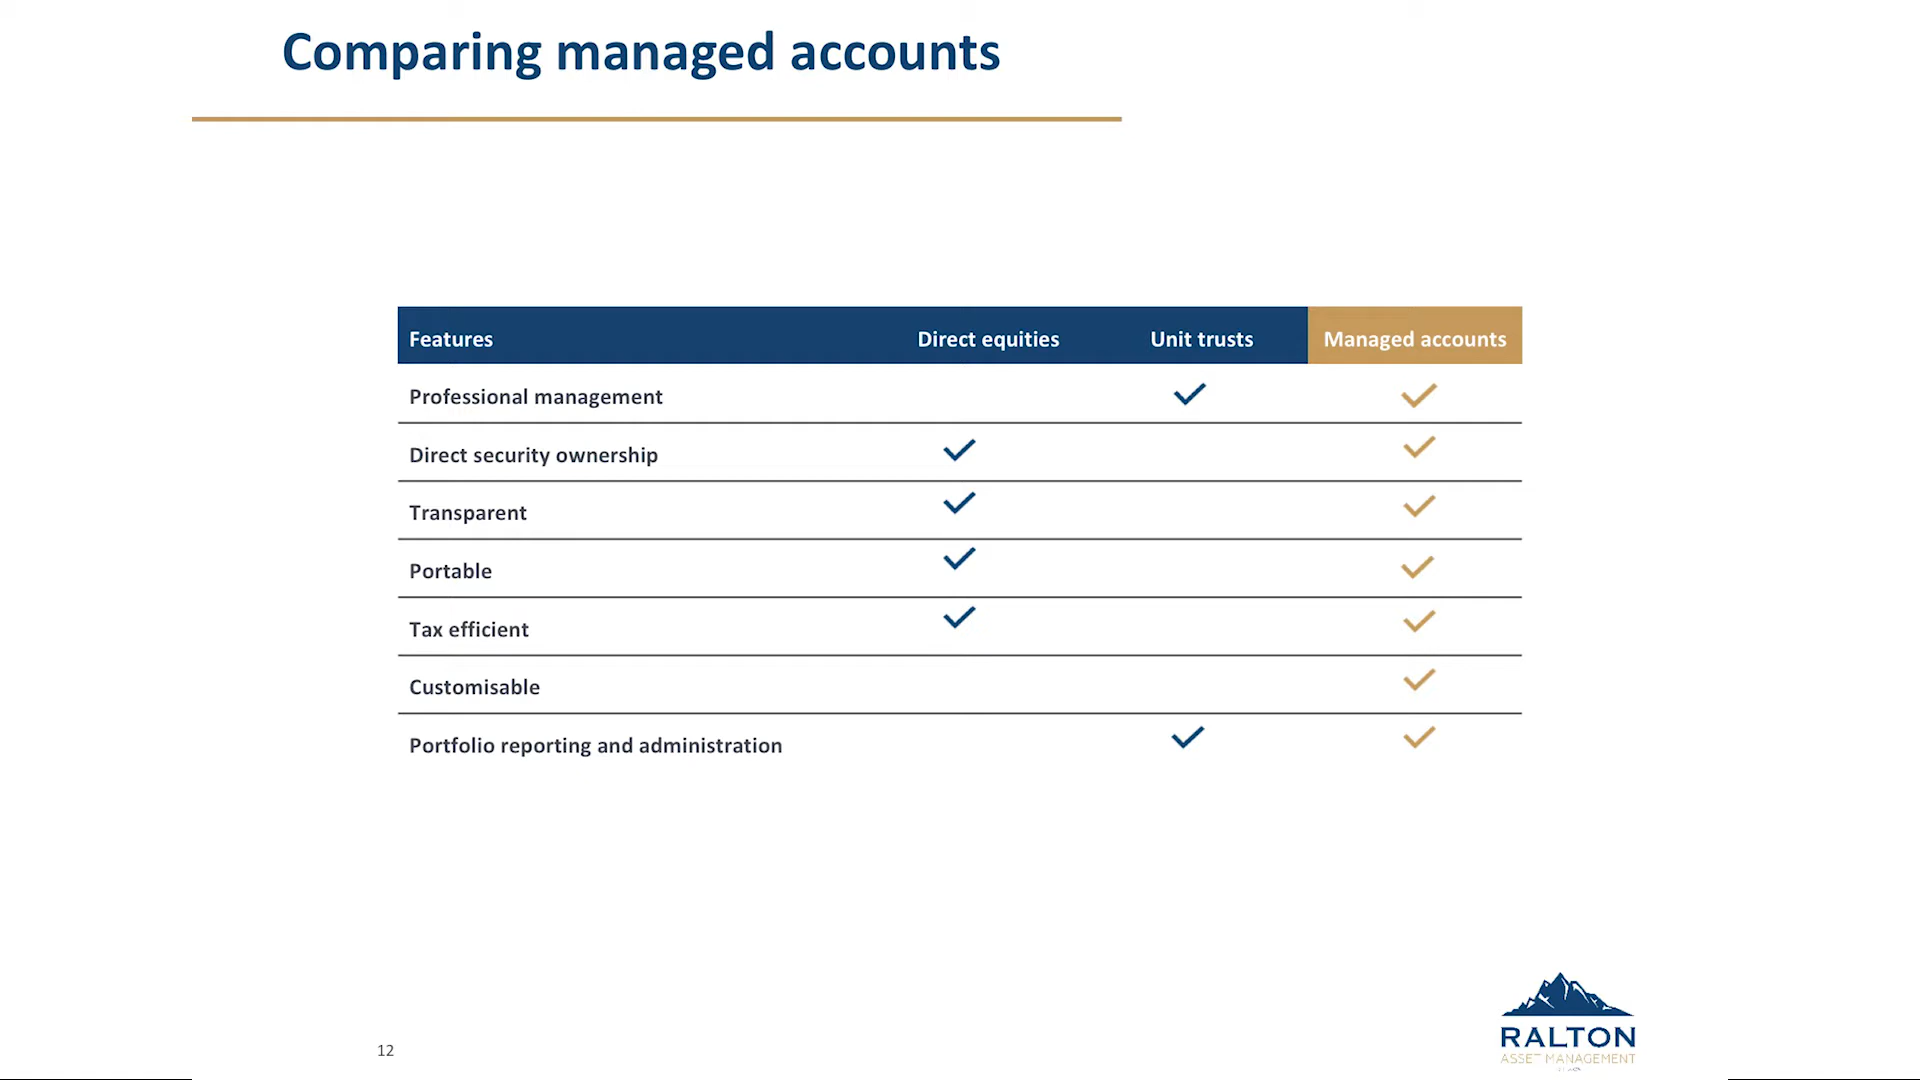 Comparing managed accounts
Features Direct equities Unit trusts Managed accounts
Professional management
Direct security ownership
Transparent
Portable
Tax efficient
Customisable
Portfolio reporting and administration
12
RALTON
ASSET MANAGEMENT